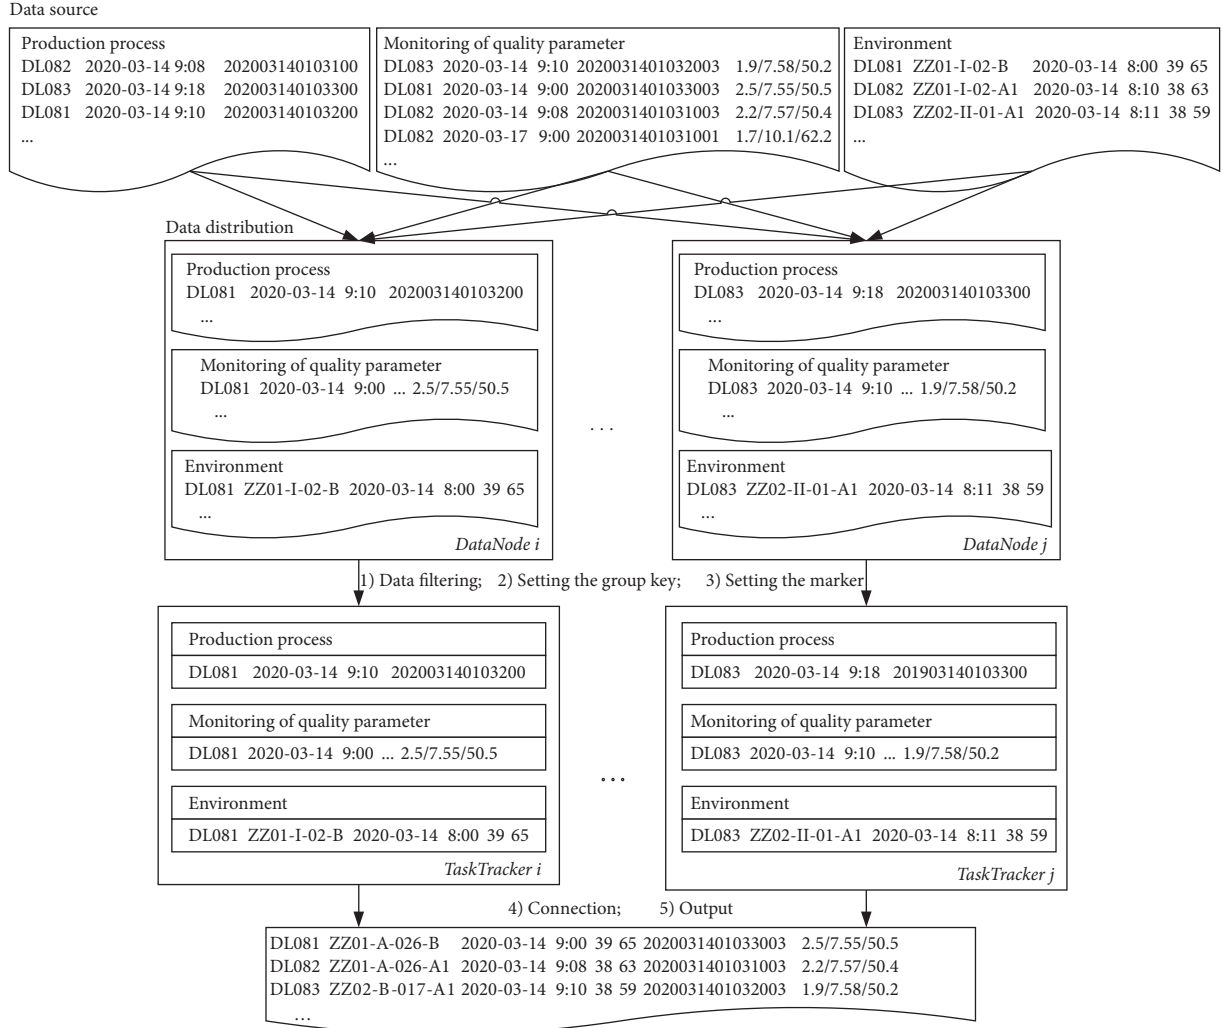 Data source
Production process
DL082 2020-03-14 9:08 202003140103100
DL083 2020-03-14 9:18 202003140103300
DL081 2020-03-14 9:10 202003140103200
...
Monitoring of quality parameter
DL083 2020-03-14 9:10 2020031401032003 1.9/7.58/50.2
DL081 2020-03-14 9:00 2020031401033003 2.5/7.55/50.5
DL082 2020-03-14 9:08 2020031401031003 2.2/7.57/50.4
DL082 2020-03-17 9:00 2020031401031001 1.7/10.1/62.2
...
Environment
DL081 ZZ01-I-02-B 2020-03-14 8:00 39 65
DL082 ZZ01-I-02-A1 2020-03-14 8:10 38 63
DL083 ZZ02-II-01-A1 2020-03-14 8:11 38 59
...
Data distribution
Production process
DL081 2020-03-14 9:10 202003140103200
...
Monitoring of quality parameter
DL081 2020-03-14 9:00 ... 2.5/7.55/50.5
...
Environment
DL081 ZZ01-I-02-B 2020-03-14 8:00 39 65
...
DataNode i
...
Production process
DL083 2020-03-14 9:18 202003140103300
...
Monitoring of quality parameter
DL083 2020-03-14 9:10 ... 1.9/7.58/50.2
...
Environment
DL083 ZZ02-II-01-A1 2020-03-14 8:11 38 59
...
DataNode j
1) Data filtering; 2) Setting the group key; 3) Setting the marker
Production process
DL081 2020-03-14 9:10 202003140103200
Monitoring of quality parameter
DL081 2020-03-14 9:00 ... 2.5/7.55/50.5
Environment
DL081 ZZ01-I-02-B 2020-03-14 8:00 39 65
TaskTracker i
...
Production process
DL083 2020-03-14 9:18 201903140103300
Monitoring of quality parameter
DL083 2020-03-14 9:10 ... 1.9/7.58/50.2
Environment
DL083 ZZ02-II-01-A1 2020-03-14 8:11 38 59
TaskTracker j
4) Connection; 5) Output
DL081 ZZ01-A-026-B 2020-03-14 9:00 39 65 2020031401033003 2.5/7.55/50.5
DL082 ZZ01-A-026-A1 2020-03-14 9:08 38 63 2020031401031003 2.2/7.57/50.4
DL083 ZZ02-B-017-A1 2020-03-14 9:10 38 59 2020031401032003 1.9/7.58/50.2
...